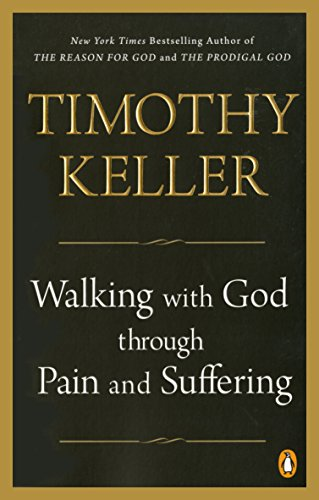 New York Times Bestselling Author of
THE REASON FOR GOD and THE PRODIGAL GOD
TIMOTHY
KELLER
Walking with God
through
Pain and Suffering